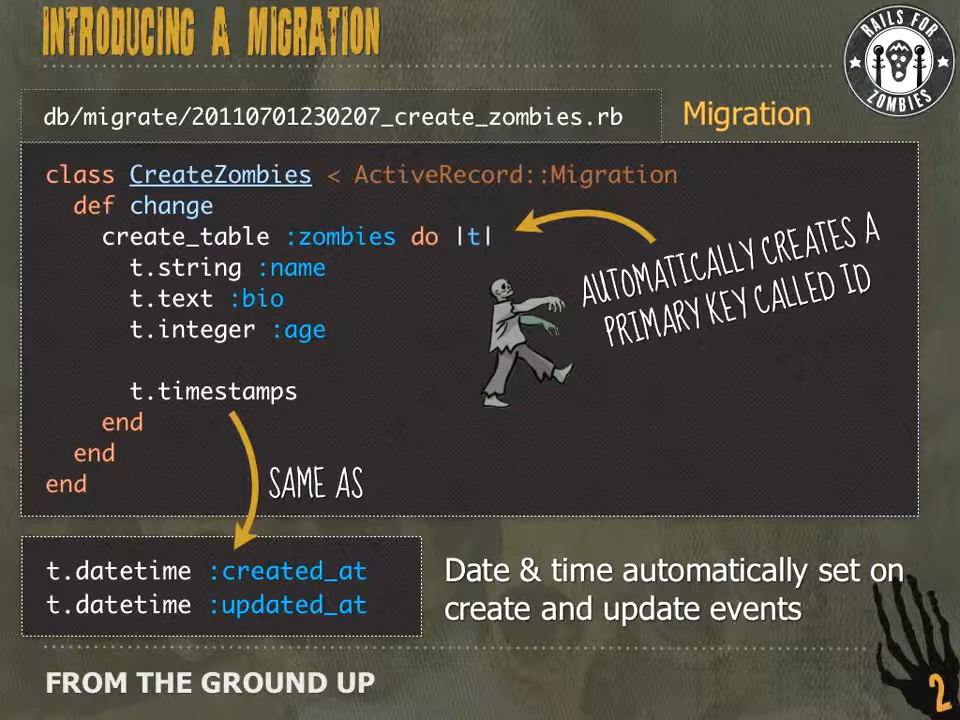 INTRODUCING A MIGRATION
RAILS FOR
ZOMBIES
db/migrate/20110701230207_create_zombies.rb
Migration
class CreateZombies < ActiveRecord::Migration
def change
create_table :zombies do |t|
t.string :name
t.text :bio
t.integer :age
t.timestamps
end
end
end
AUTOMATICALLY CREATES A
PRIMARY KEY CALLED ID
SAME AS
t.datetime :created_at
t.datetime :updated_at
Date & time automatically set on
create and update events
FROM THE GROUND UP
2